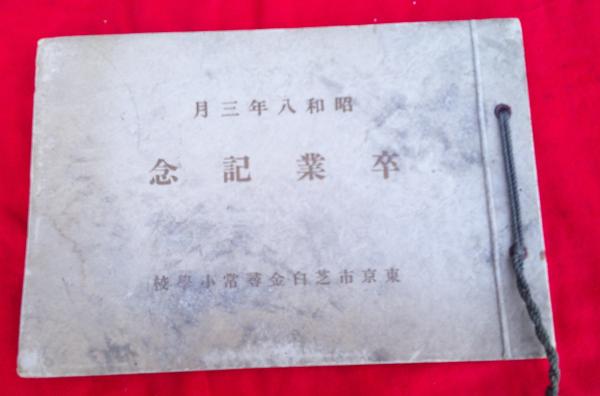 昭和八年三月
卒業記念
東京市芝白金尋常小學校